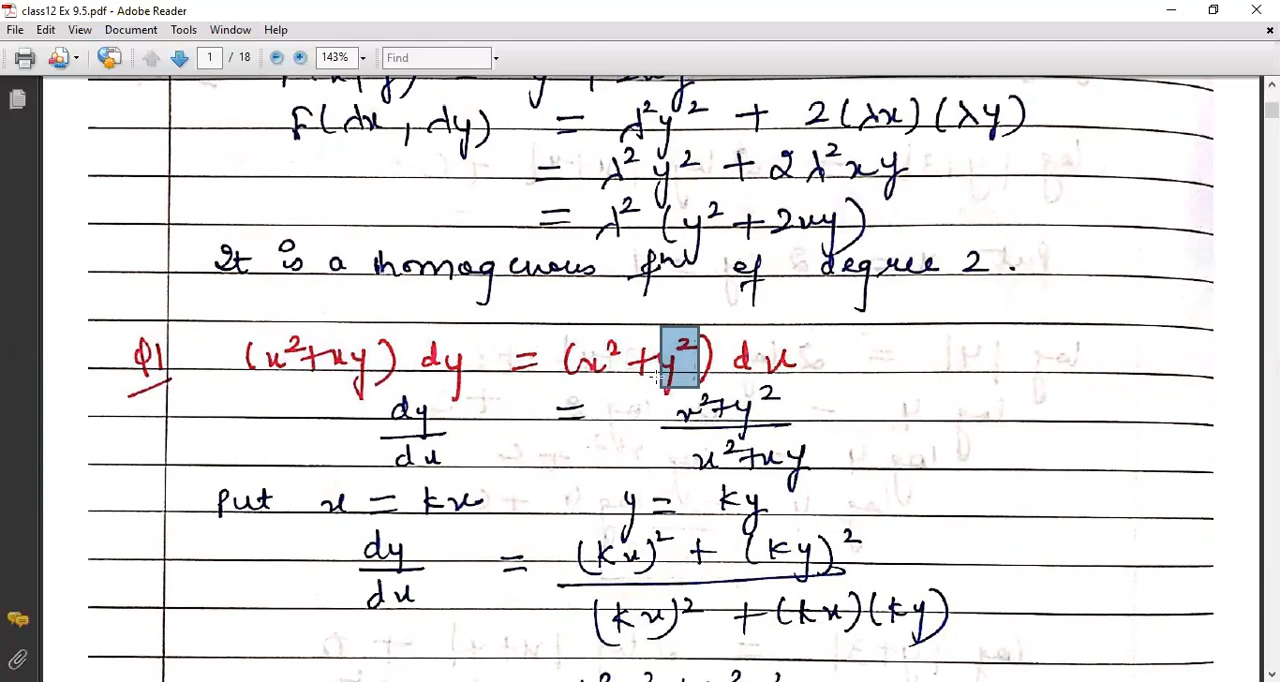 class12 Ex 9.5.pdf - Adobe Reader
File Edit View Document Tools Window Help
1 / 18 143% Find
F(λx, λy) = λ²y² + 2(λx)(λy)
= λ²y² + 2λ²xy
= λ² (y² + 2xy)
It is a homogenous fn of degree 2.
Q1 (x²+xy) dy = (x²+y²) dx
dy/dx = x²+y²/x²+xy
Put x = kx y = ky
dy/dx = (kx)² + (ky)²/(kx)² + (kx)(ky)